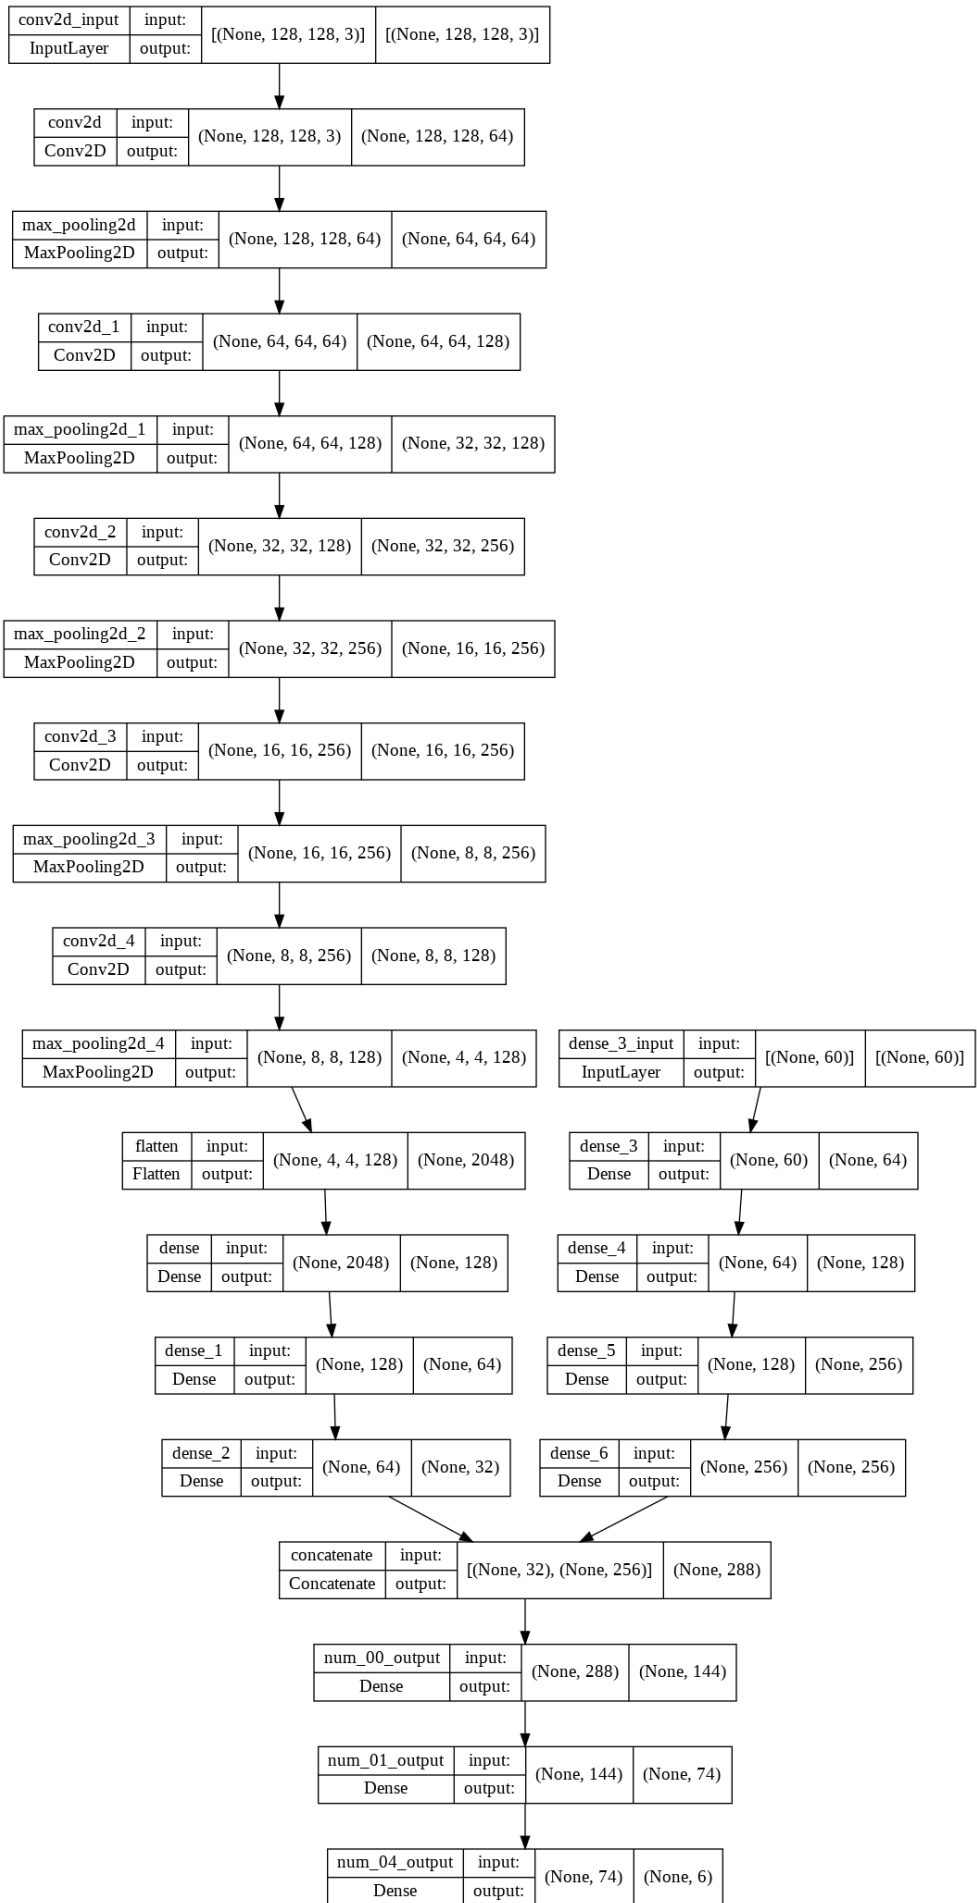 conv2d_input input: [(None, 128, 128, 3)] [(None, 128, 128, 3)]
InputLayer output:
conv2d input: (None, 128, 128, 3) (None, 128, 128, 64)
Conv2D output:
max_pooling2d input: (None, 128, 128, 64) (None, 64, 64, 64)
MaxPooling2D output:
conv2d_1 input: (None, 64, 64, 64) (None, 64, 64, 128)
Conv2D output:
max_pooling2d_1 input: (None, 64, 64, 128) (None, 32, 32, 128)
MaxPooling2D output:
conv2d_2 input: (None, 32, 32, 128) (None, 32, 32, 256)
Conv2D output:
max_pooling2d_2 input: (None, 32, 32, 256) (None, 16, 16, 256)
MaxPooling2D output:
conv2d_3 input: (None, 16, 16, 256) (None, 16, 16, 256)
Conv2D output:
max_pooling2d_3 input: (None, 16, 16, 256) (None, 8, 8, 256)
MaxPooling2D output:
conv2d_4 input: (None, 8, 8, 256) (None, 8, 8, 128)
Conv2D output:
max_pooling2d_4 input: (None, 8, 8, 128) (None, 4, 4, 128)
MaxPooling2D output:
dense_3_input input: [(None, 60)] [(None, 60)]
InputLayer output:
flatten input: (None, 4, 4, 128) (None, 2048)
Flatten output:
dense_3 input: (None, 60) (None, 64)
Dense output:
dense input: (None, 2048) (None, 128)
Dense output:
dense_4 input: (None, 64) (None, 128)
Dense output:
dense_1 input: (None, 128) (None, 64)
Dense output:
dense_5 input: (None, 128) (None, 256)
Dense output:
dense_2 input: (None, 64) (None, 32)
Dense output:
dense_6 input: (None, 256) (None, 256)
Dense output:
concatenate input: [(None, 32), (None, 256)] (None, 288)
Concatenate output:
num_00_output input: (None, 288) (None, 144)
Dense output:
num_01_output input: (None, 144) (None, 74)
Dense output:
num_04_output input: (None, 74) (None, 6)
Dense output: